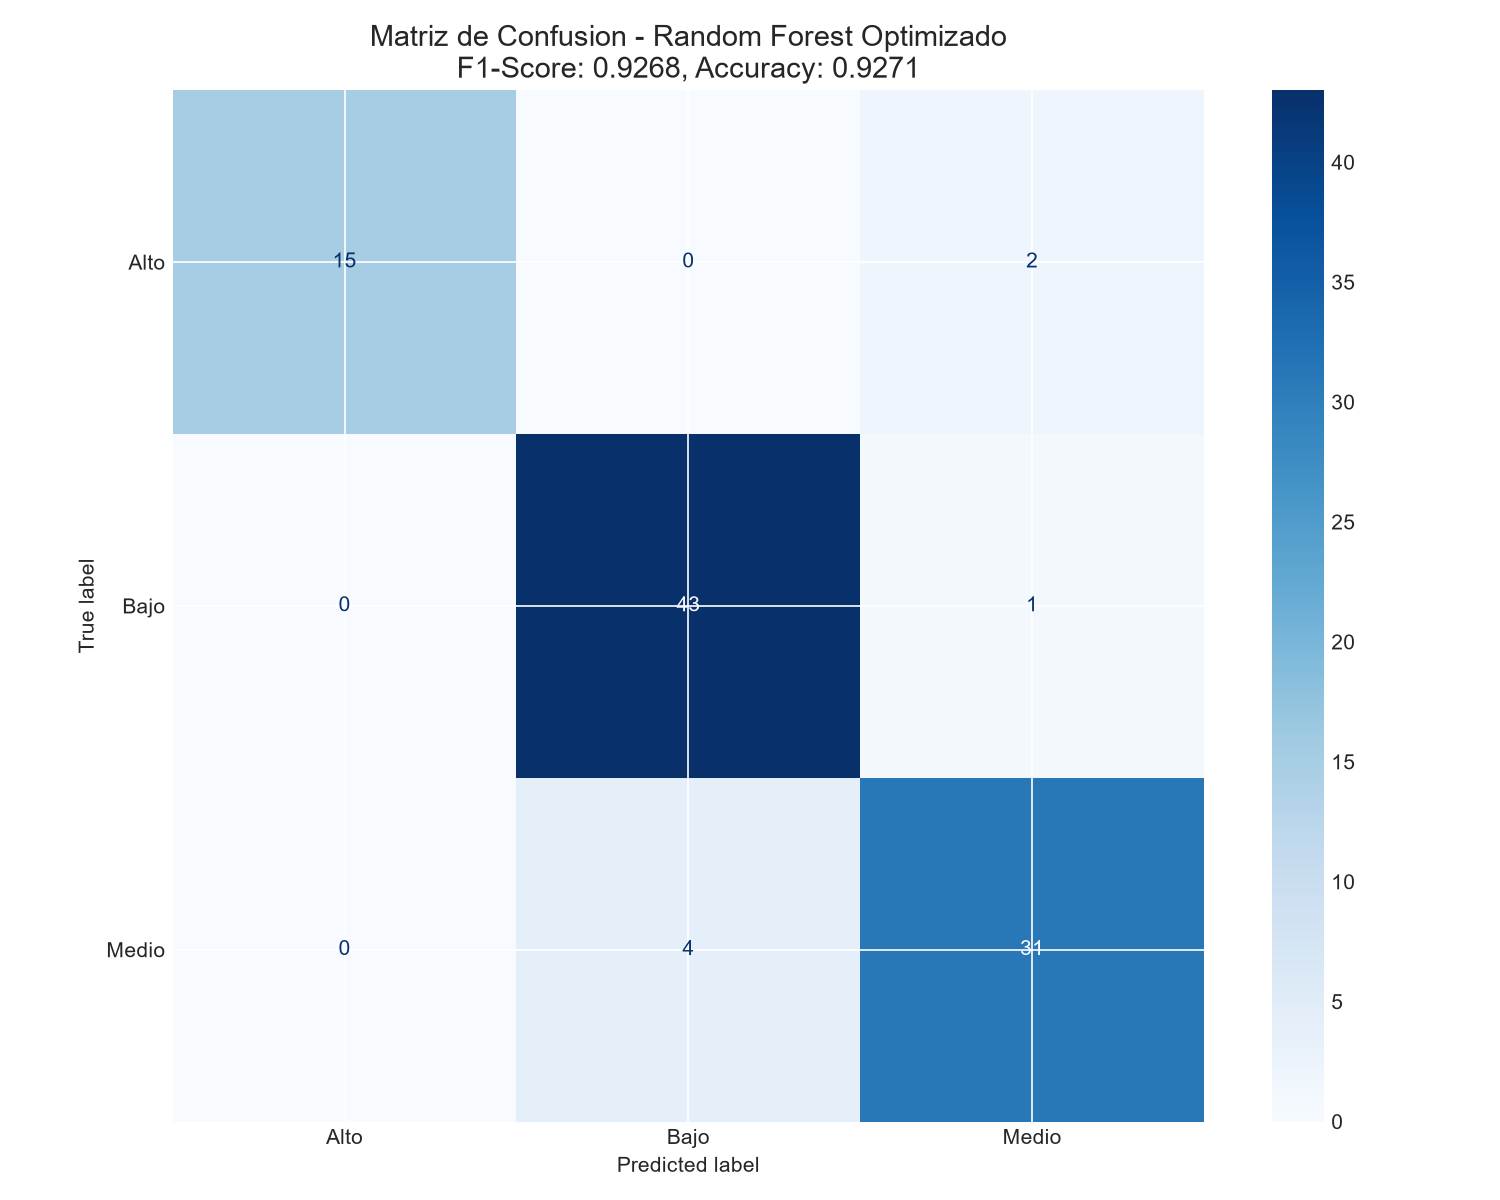 Matriz de Confusion - Random Forest Optimizado
F1-Score: 0.9268, Accuracy: 0.9271
True label
Alto 15 0 2
Bajo 0 43 1
Medio 0 4 31
Alto Bajo Medio
Predicted label
40
35
30
25
20
15
10
5
0